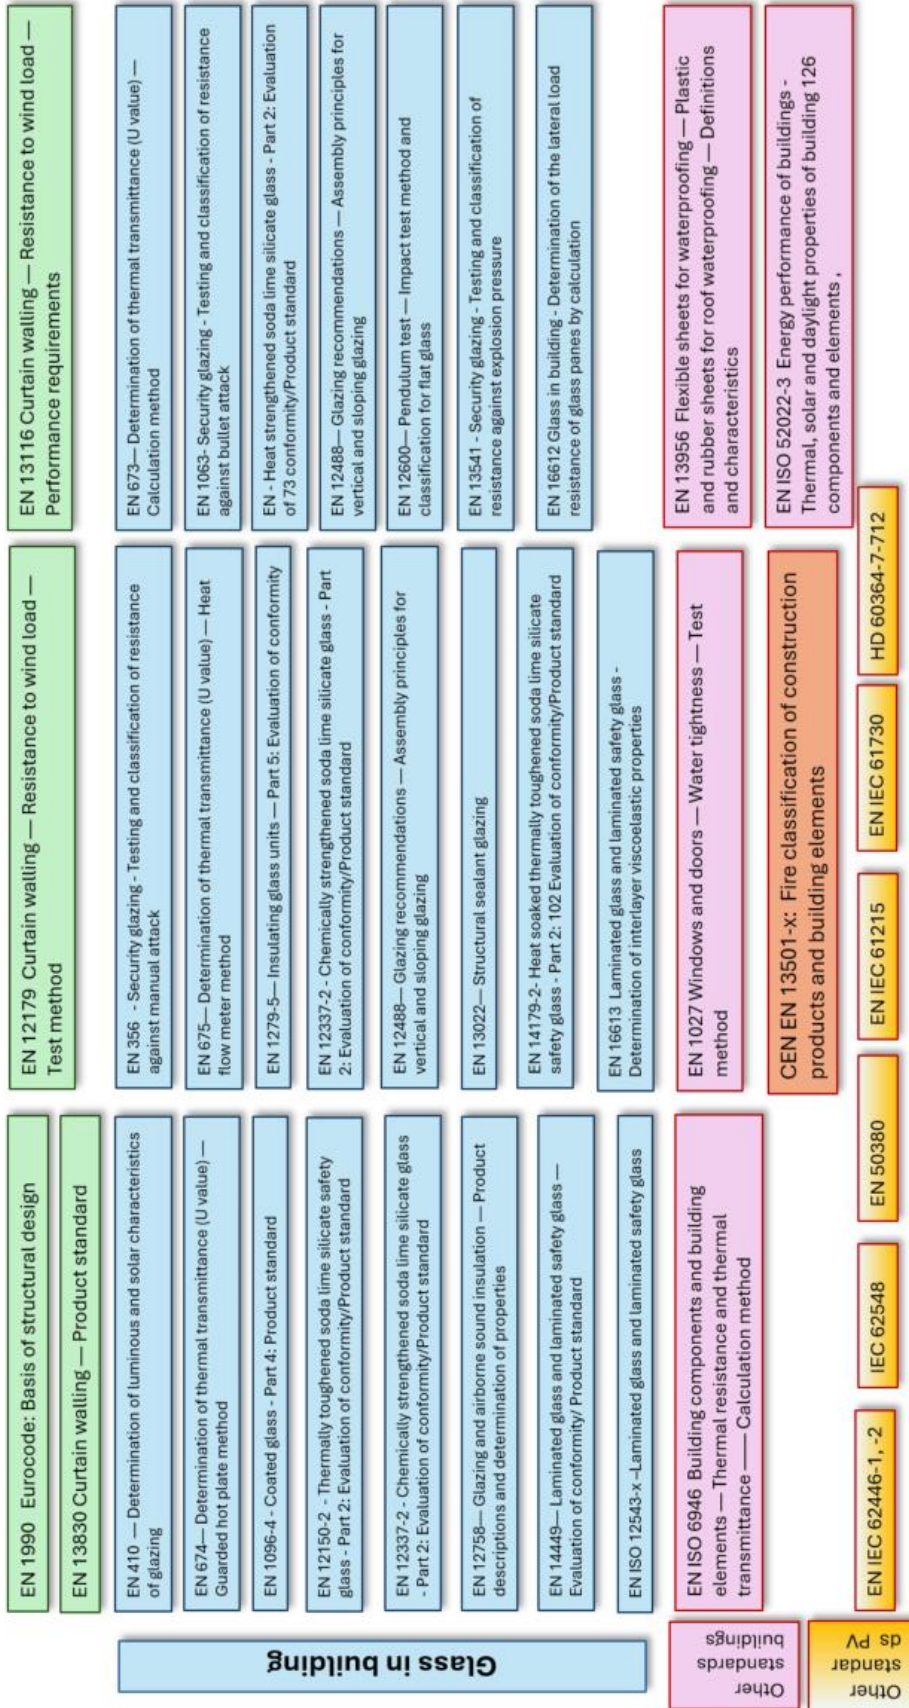 EN 1990 Eurocode: Basis of structural design
EN 13830 Curtain walling — Product standard
EN 12179 Curtain walling — Resistance to wind load —
Test method
EN 13116 Curtain walling — Resistance to wind load —
Performance requirements
Glass in building
EN 410 — Determination of luminous and solar characteristics
of glazing
EN 674— Determination of thermal transmittance (U value) —
Guarded hot plate method
EN 1096-4 - Coated glass - Part 4: Product standard
EN 12150-2 - Thermally toughened soda lime silicate safety
glass - Part 2: Evaluation of conformity/Product standard
EN 12337-2 - Chemically strengthened soda lime silicate glass
- Part 2: Evaluation of conformity/Product standard
EN 12758— Glazing and airborne sound insulation — Product
descriptions and determination of properties
EN 14449— Laminated glass and laminated safety glass —
Evaluation of conformity/ Product standard
EN ISO 12543-x –Laminated glass and laminated safety glass
EN 356 - Security glazing - Testing and classification of resistance
against manual attack
EN 675— Determination of thermal transmittance (U value) — Heat
flow meter method
EN 1279-5— Insulating glass units — Part 5: Evaluation of conformity
EN 12337-2 - Chemically strengthened soda lime silicate glass - Part
2: Evaluation of conformity/Product standard
EN 12488— Glazing recommendations — Assembly principles for
vertical and sloping glazing
EN 13022— Structural sealant glazing
EN 14179-2- Heat soaked thermally toughened soda lime silicate
safety glass - Part 2: 102 Evaluation of conformity/Product standard
EN 16613 Laminated glass and laminated safety glass -
Determination of interlayer viscoelastic properties
EN 673— Determination of thermal transmittance (U value) —
Calculation method
EN 1063- Security glazing - Testing and classification of resistance
against bullet attack
EN - Heat strengthened soda lime silicate glass - Part 2: Evaluation
of 73 conformity/Product standard
EN 12488— Glazing recommendations — Assembly principles for
vertical and sloping glazing
EN 12600— Pendulum test — Impact test method and
classification for flat glass
EN 13541 - Security glazing - Testing and classification of
resistance against explosion pressure
EN 16612 Glass in building - Determination of the lateral load
resistance of glass panes by calculation
Other
standards
buildings
EN ISO 6946 Building components and building
elements — Thermal resistance and thermal
transmittance —– Calculation method
EN 1027 Windows and doors — Water tightness — Test
method
EN 13956 Flexible sheets for waterproofing — Plastic
and rubber sheets for roof waterproofing — Definitions
and characteristics
CEN EN 13501-x: Fire classification of construction
products and building elements
EN ISO 52022-3 Energy performance of buildings -
Thermal, solar and daylight properties of building 126
components and elements ,
Other
standar
ds PV
EN IEC 62446-1, -2
IEC 62548
EN 50380
EN IEC 61215
EN IEC 61730
HD 60364-7-712